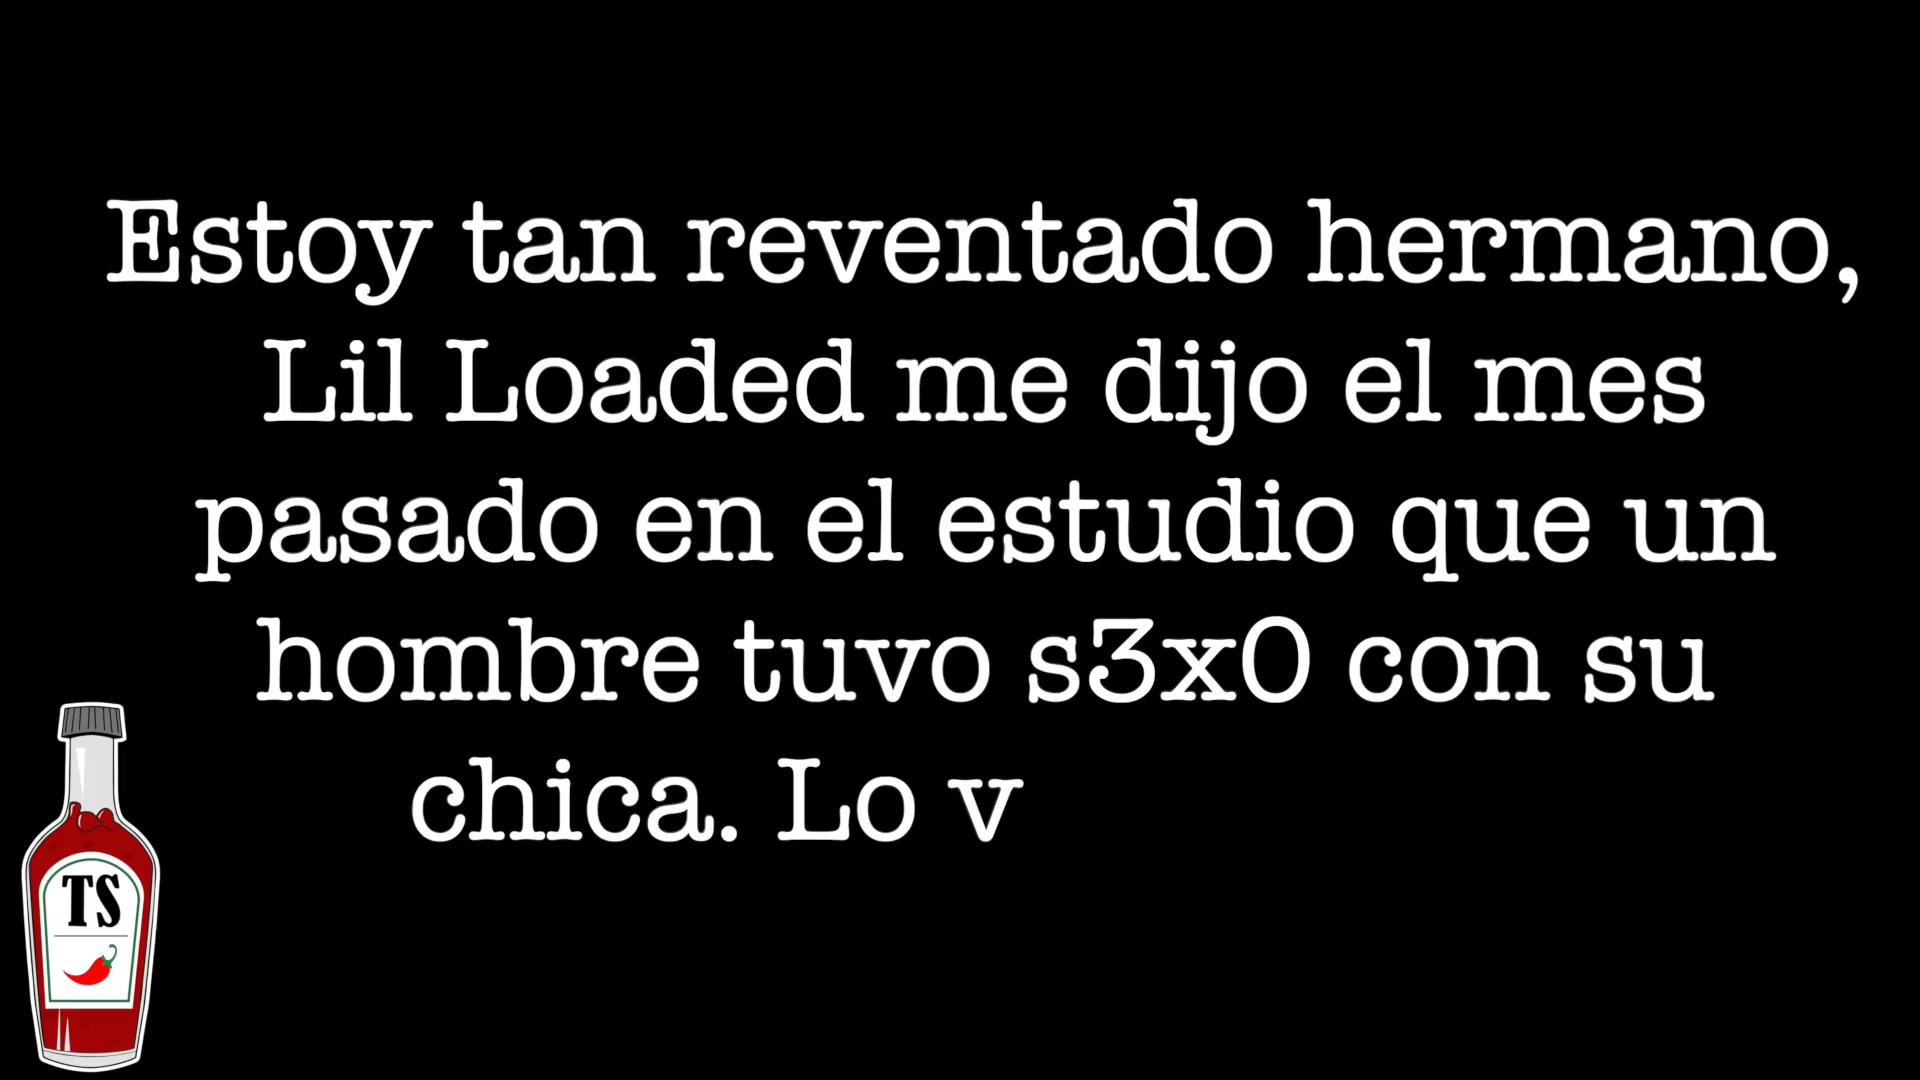 Estoy tan reventado hermano,
Lil Loaded me dijo el mes
pasado en el estudio que un
hombre tuvo s3x0 con su
chica. Lo v
TS